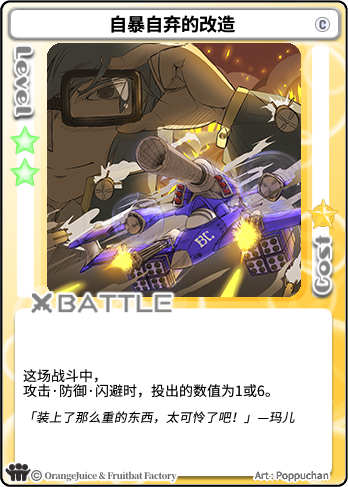 自暴自弃的改造
C
Level
BC
Cost
BATTLE
这场战斗中，
攻击·防御·闪避时，投出的数值为1或6。
「装上了那么重的东西，太可怜了吧！」—玛儿
© OrangeJuice & Fruitbat Factory
Art: Poppuchan